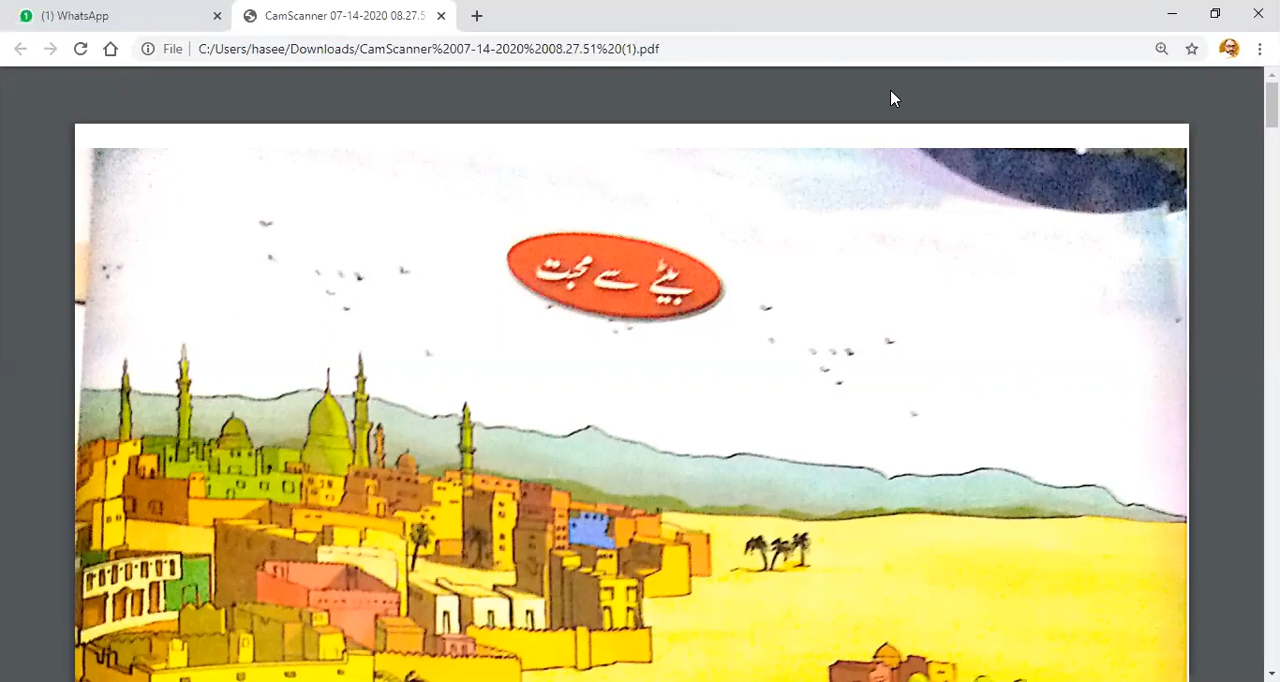 (1) WhatsApp
CamScanner 07-14-2020 08.27.5
File
C:/Users/hasee/Downloads/CamScanner%2007-14-2020%2008.27.51%20(1).pdf
بیٹے سے محبت